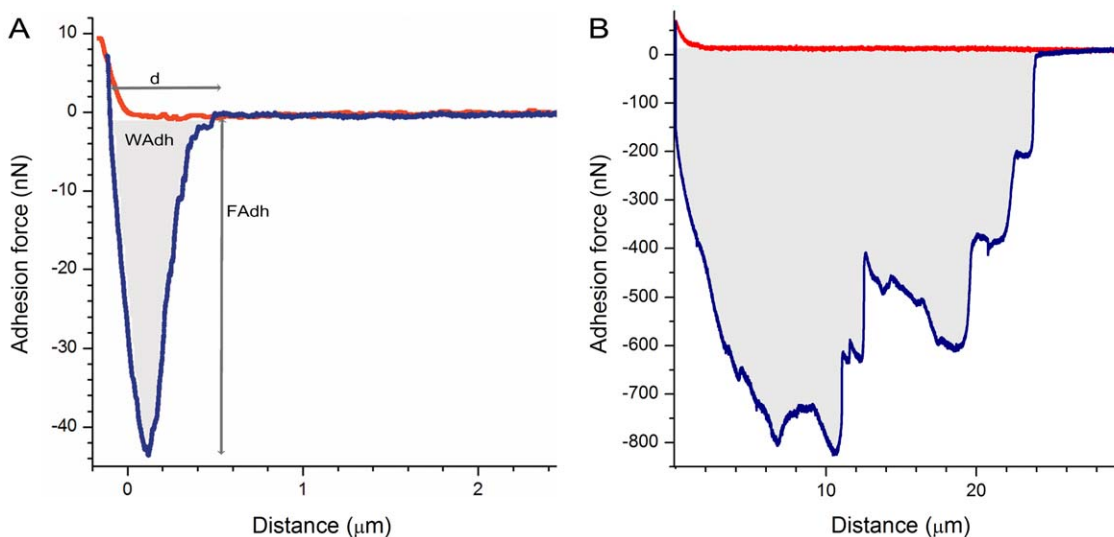 A
Adhesion force (nN)
10
0
-10
-20
-30
-40
d
WAdh
FAdh
0
1
2
Distance (μm)
B
Adhesion force (nN)
0
-100
-200
-300
-400
-500
-600
-700
-800
10
20
Distance (μm)